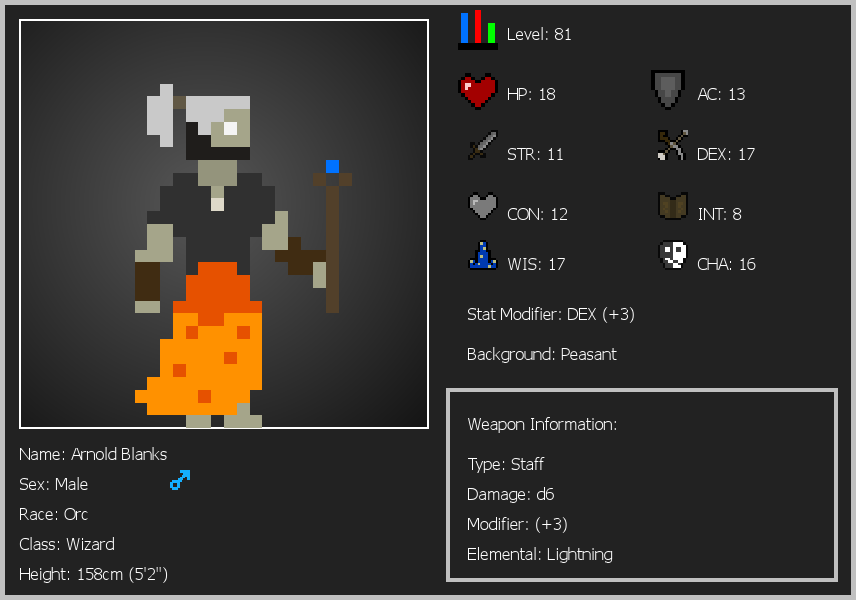 Level: 81
HP: 18
AC: 13
STR: 11
DEX: 17
CON: 12
INT: 8
WIS: 17
CHA: 16
Stat Modifier: DEX (+3)
Background: Peasant
Weapon Information:
Type: Staff
Damage: d6
Modifier: (+3)
Elemental: Lightning
Name: Arnold Blanks
Sex: Male
Race: Orc
Class: Wizard
Height: 158cm (5'2")